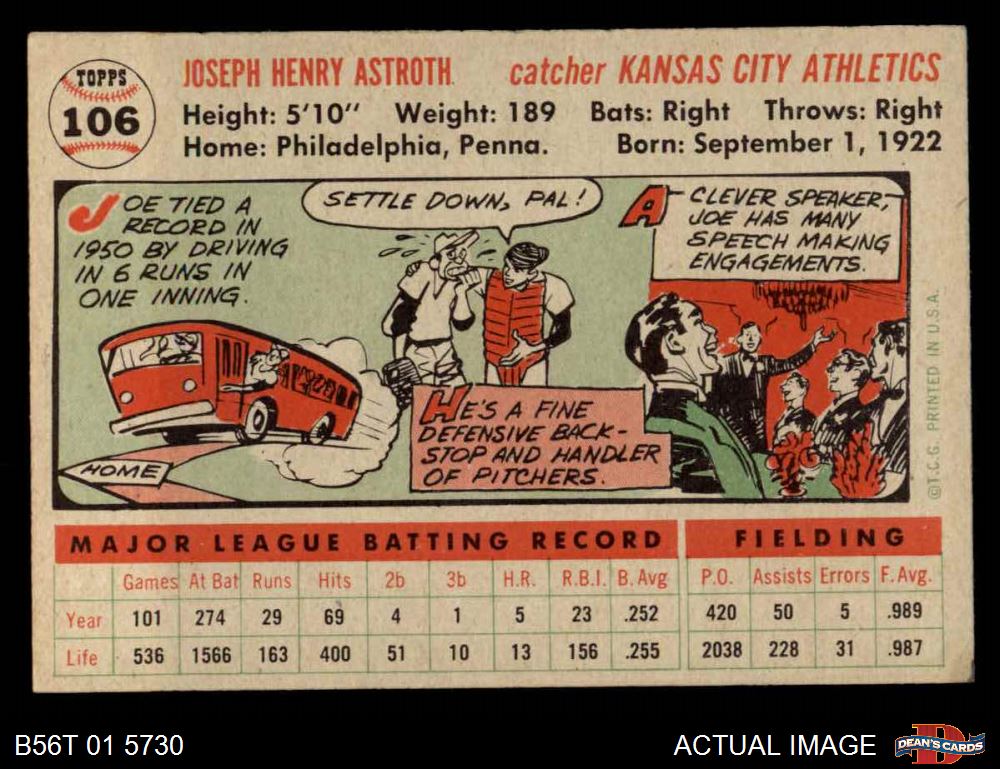 TOPPS
106
JOSEPH HENRY ASTROTH catcher KANSAS CITY ATHLETICS
Height: 5'10" Weight: 189 Bats: Right Throws: Right
Home: Philadelphia, Penna. Born: September 1, 1922
JOE TIED A
RECORD IN
1950 BY DRIVING
IN 6 RUNS IN
ONE INNING.
HOME
SETTLE DOWN, PAL!
HE'S A FINE
DEFENSIVE BACK-
STOP AND HANDLER
OF PITCHERS.
A CLEVER SPEAKER,
JOE HAS MANY
SPEECH MAKING
ENGAGEMENTS.
©T.C.G. PRINTED IN U.S.A.
MAJOR LEAGUE BATTING RECORD FIELDING
Games At Bat Runs Hits 2b 3b H.R. R.B.I. B. Avg P.O. Assists Errors F. Avg.
Year 101 274 29 69 4 1 5 23 .252 420 50 5 .989
Life 536 1566 163 400 51 10 13 156 .255 2038 228 31 .987
B56T 01 5730 ACTUAL IMAGE
D
DEAN'S CARDS